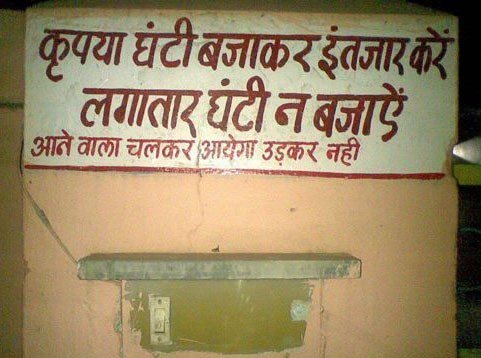 कृपया घंटी बजाकर इंतजार करें
लगातार घंटी न बजाऐं
आने वाला चलकर आयेगा उड़कर नही